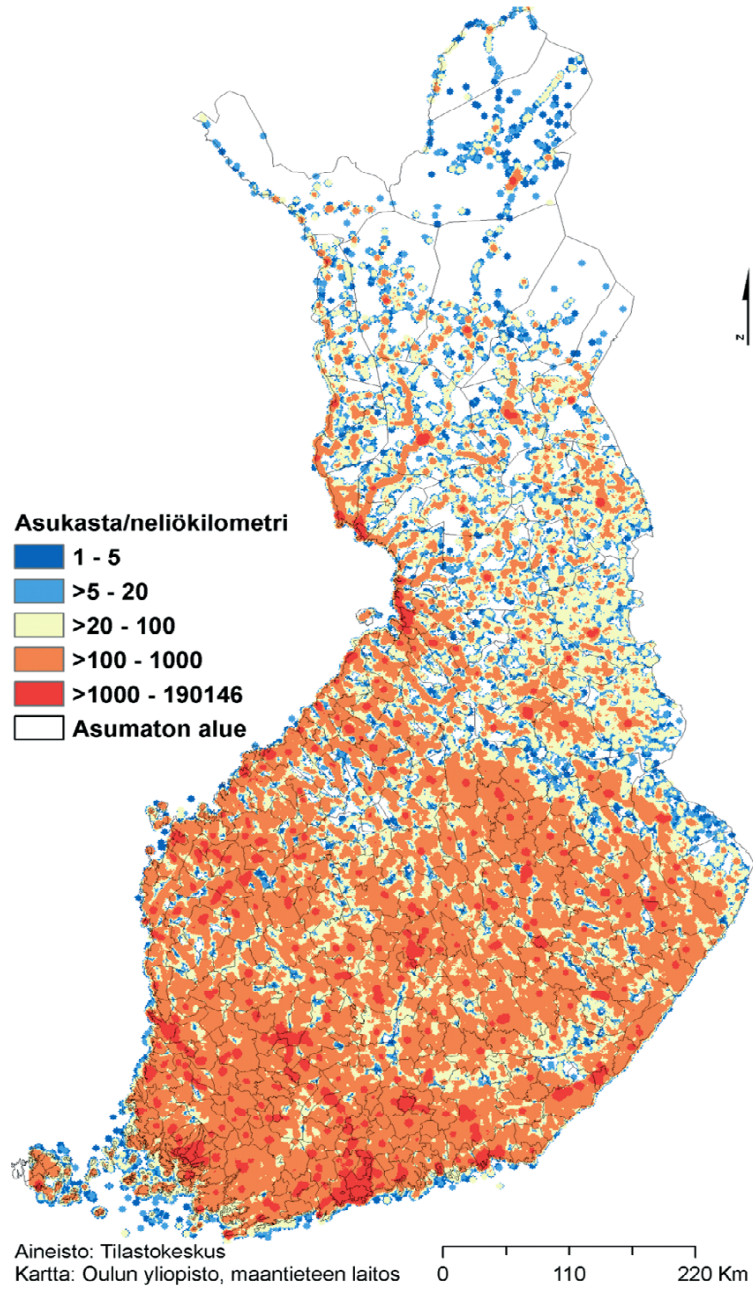 N
Asukasta/neliökilometri
1 - 5
>5 - 20
>20 - 100
>100 - 1000
>1000 - 190146
Asumaton alue
Aineisto: Tilastokeskus
Kartta: Oulun yliopisto, maantieteen laitos
0 110 220 Km